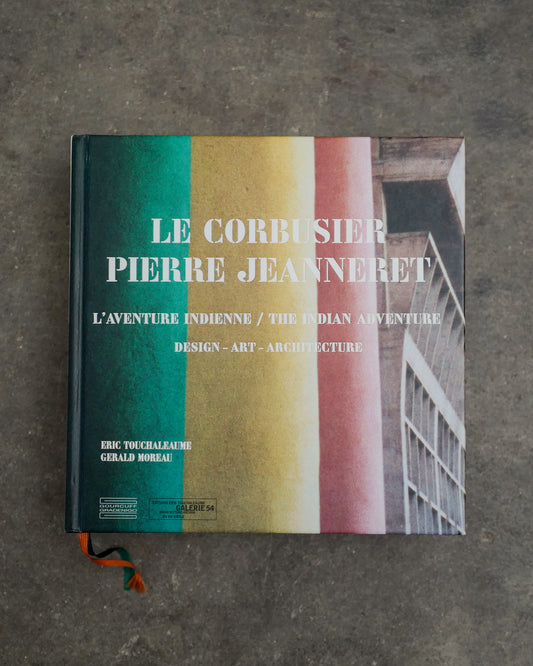 LE CORBUSIER
PIERRE JEANNERET
L'AVENTURE INDIENNE / THE INDIAN ADVENTURE
DESIGN – ART – ARCHITECTURE
ERIC TOUCHALEAUME
GERALD MOREAU
GOURCUFF
GRADENIGO
GALERIE 54